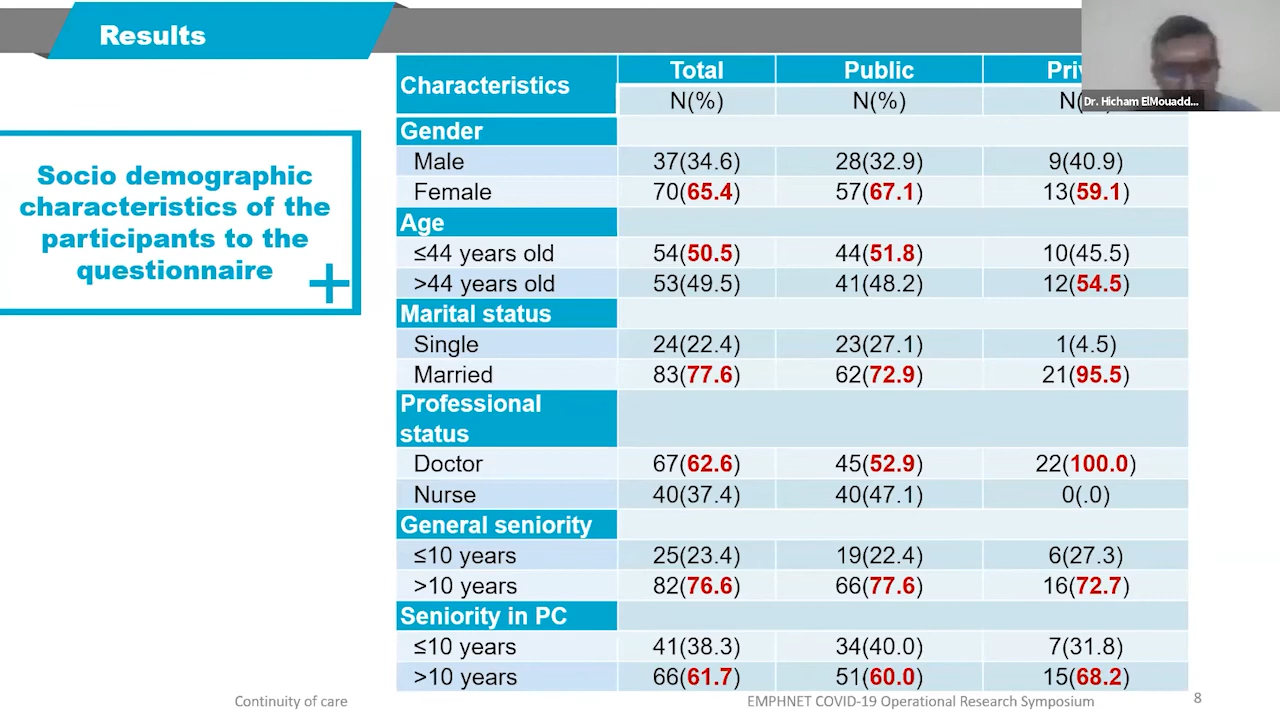 Results
Socio demographic
characteristics of the
participants to the
questionnaire
Characteristics Total Public
N(%) N(%)
Gender
Male 37(34.6) 28(32.9) 9(40.9)
Female 70(65.4) 57(67.1) 13(59.1)
Age
≤44 years old 54(50.5) 44(51.8) 10(45.5)
>44 years old 53(49.5) 41(48.2) 12(54.5)
Marital status
Single 24(22.4) 23(27.1) 1(4.5)
Married 83(77.6) 62(72.9) 21(95.5)
Professional
status
Doctor 67(62.6) 45(52.9) 22(100.0)
Nurse 40(37.4) 40(47.1) 0(.0)
General seniority
≤10 years 25(23.4) 19(22.4) 6(27.3)
>10 years 82(76.6) 66(77.6) 16(72.7)
Seniority in PC
≤10 years 41(38.3) 34(40.0) 7(31.8)
>10 years 66(61.7) 51(60.0) 15(68.2)
Dr. Hicham ElMouadd...
Continuity of care
EMPHNET COVID-19 Operational Research Symposium
8